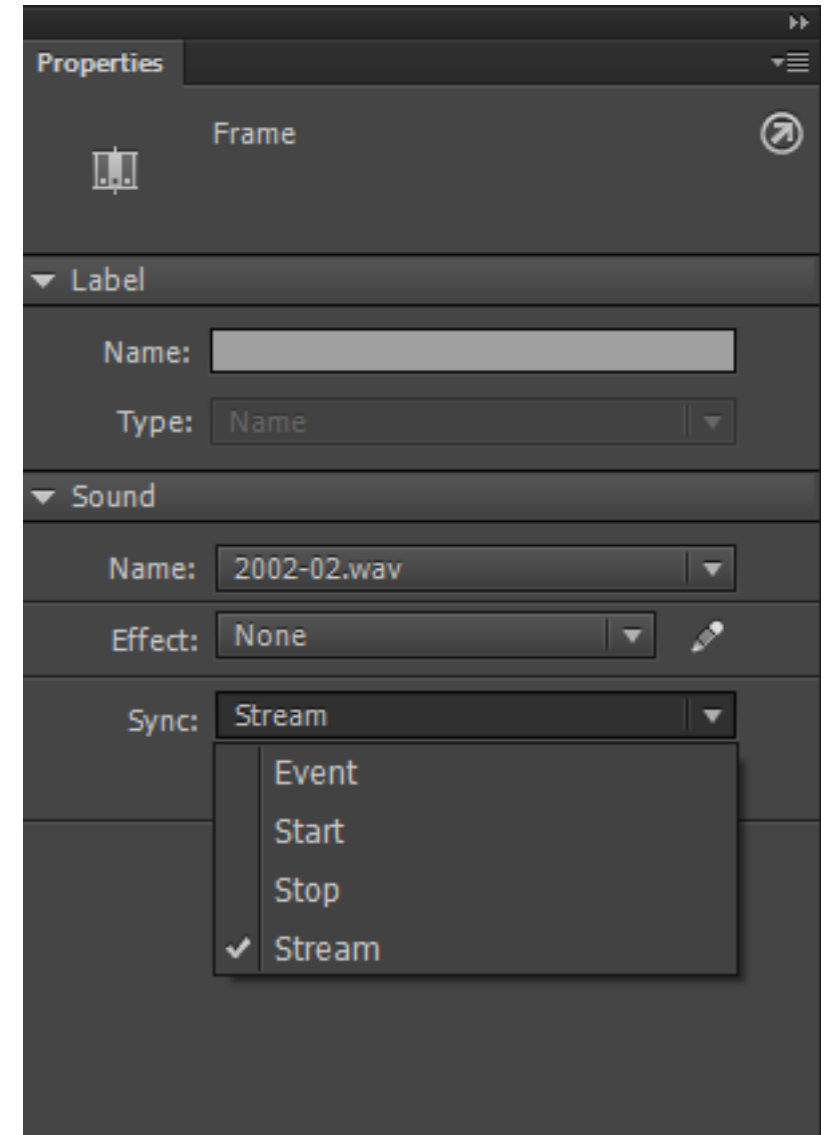 Properties
Frame
Label
Name:
Type: Name
Sound
Name: 2002-02.wav
Effect: None
Sync: Stream
Event
Start
Stop
Stream